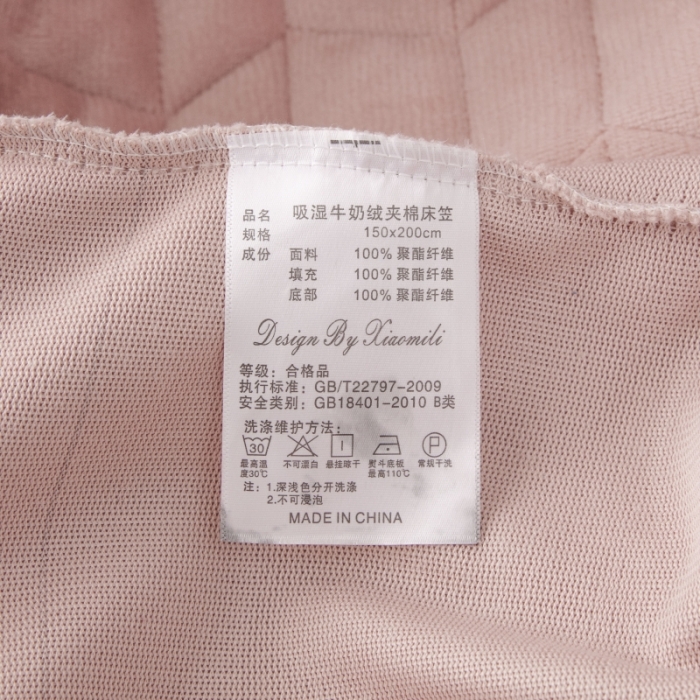 品名 吸湿牛奶绒夹棉床笠
规格 150x200cm
成份 面料 100% 聚酯纤维
填充 100% 聚酯纤维
底部 100% 聚酯纤维
Design By Xiaomili
等级：合格品
执行标准：GB/T22797-2009
安全类别：GB18401-2010 B类
洗涤维护方法：
30 P
最高温度30℃ 不可漂白 悬挂晾干 熨斗底板最高110℃ 常规干洗
注：1.深浅色分开洗涤
2.不可浸泡
MADE IN CHINA